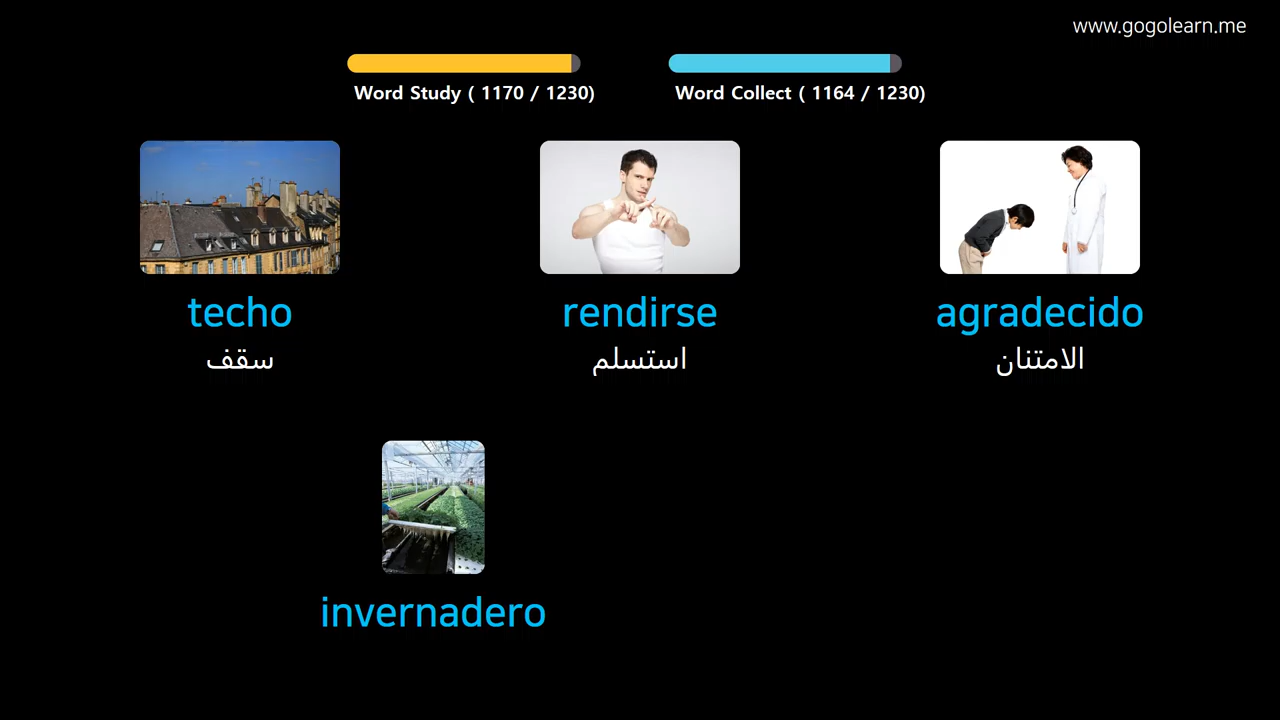 www.gogolearn.me
Word Study ( 1170 / 1230)
Word Collect ( 1164 / 1230)
techo
سقف
rendirse
استسلم
agradecido
الامتنان
invernadero